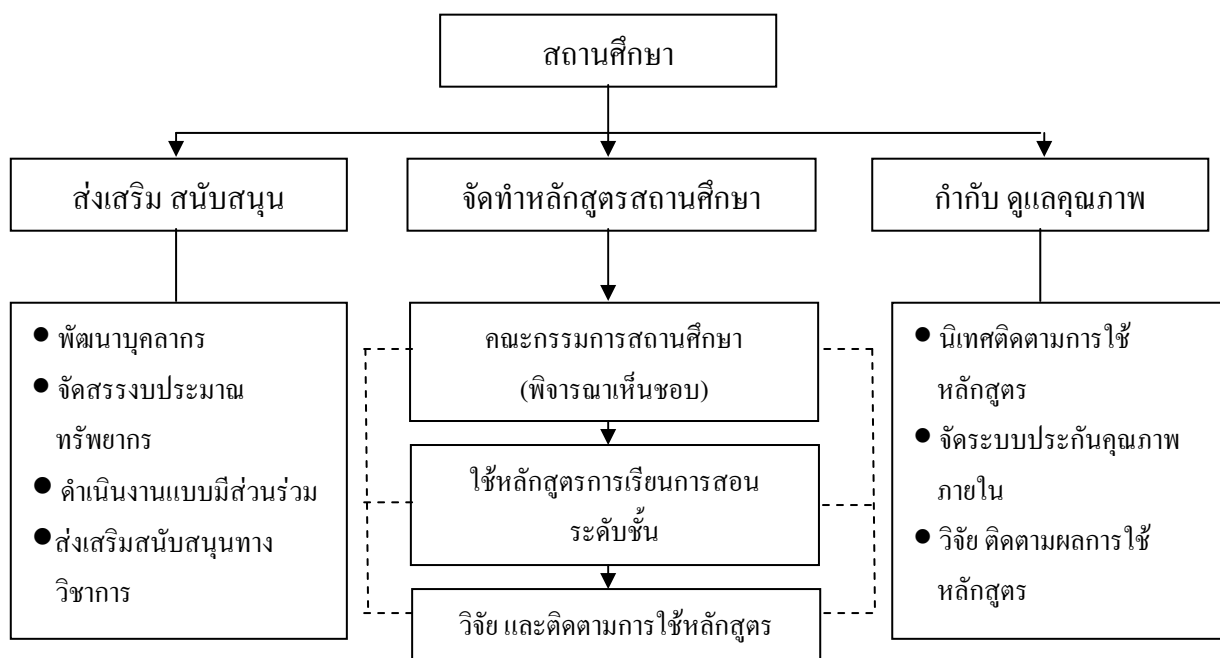 สถานศึกษา
ส่งเสริม สนับสนุน
จัดทำหลักสูตรสถานศึกษา
กำกับ ดูแลคุณภาพ
● พัฒนาบุคลากร
● จัดสรรงบประมาณ
ทรัพยากร
● ดำเนินงานแบบมีส่วนร่วม
● ส่งเสริมสนับสนุนทาง
วิชาการ
คณะกรรมการสถานศึกษา
(พิจารณาเห็นชอบ)
ใช้หลักสูตรการเรียนการสอน
ระดับชั้น
วิจัย และติดตามการใช้หลักสูตร
● นิเทศติดตามการใช้
หลักสูตร
● จัดระบบประกันคุณภาพ
ภายใน
● วิจัย ติดตามผลการใช้
หลักสูตร